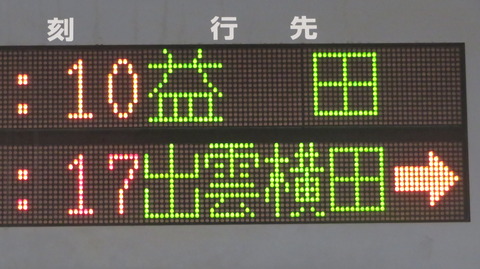 刻 行先
:10 益田
:17 出雲横田 →